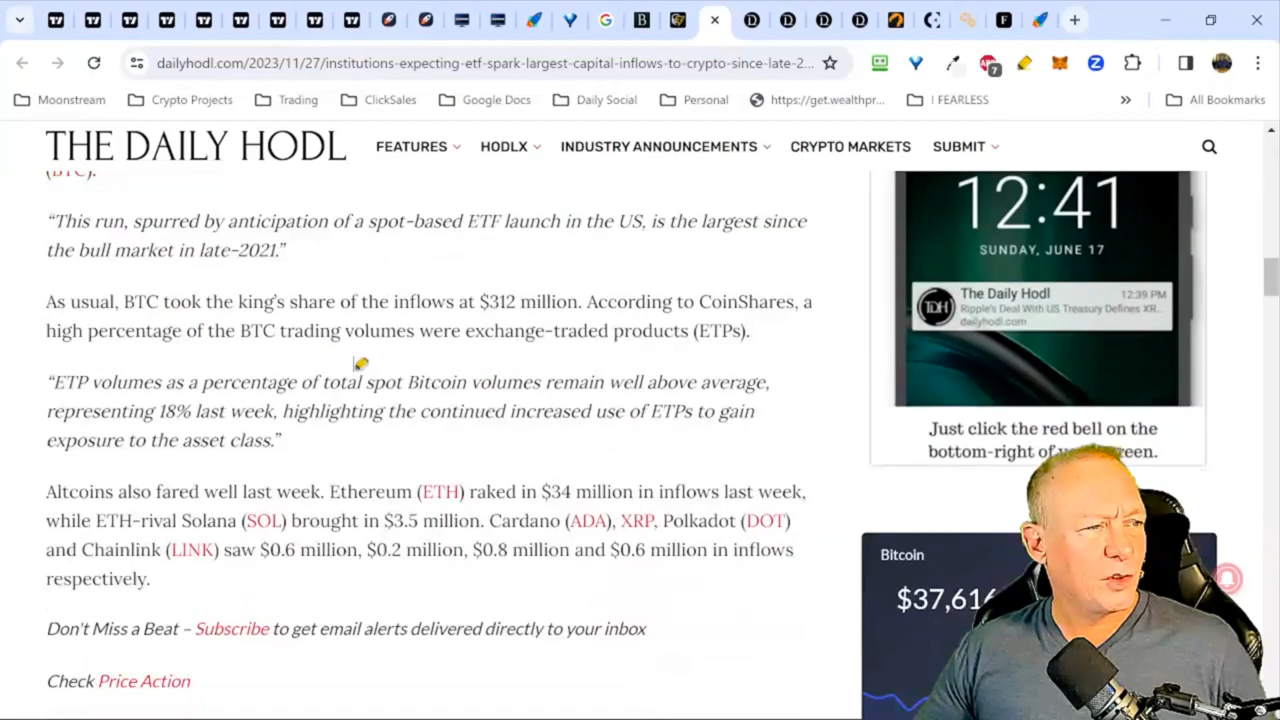 7
dailyhodl.com/2023/11/27/institutions-expecting-etf-spark-largest-capital-inflows-to-crypto-since-late-2...
Moonstream
Crypto Projects
Trading
ClickSales
Google Docs
Daily Social
Personal
https://get.wealthpr...
! FEARLESS
»
All Bookmarks
THE DAILY HODL
FEATURES
HODLX
INDUSTRY ANNOUNCEMENTS
CRYPTO MARKETS
SUBMIT
(BTC).
“This run, spurred by anticipation of a spot-based ETF launch in the US, is the largest since
the bull market in late-2021.”
As usual, BTC took the king’s share of the inflows at $312 million. According to CoinShares, a
high percentage of the BTC trading volumes were exchange-traded products (ETPs).
“ETP volumes as a percentage of total spot Bitcoin volumes remain well above average,
representing 18% last week, highlighting the continued increased use of ETPs to gain
exposure to the asset class.”
Altcoins also fared well last week. Ethereum (ETH) raked in $34 million in inflows last week,
while ETH-rival Solana (SOL) brought in $3.5 million. Cardano (ADA), XRP, Polkadot (DOT)
and Chainlink (LINK) saw $0.6 million, $0.2 million, $0.8 million and $0.6 million in inflows
respectively.
Don't Miss a Beat – Subscribe to get email alerts delivered directly to your inbox
Check Price Action
12:41
SUNDAY, JUNE 17
TDH
The Daily Hodl
12:39 PM
Ripple's Deal With US Treasury Defines XR...
dailyhodl.com
Just click the red bell on the
bottom-right of screen.
Bitcoin
$37,616